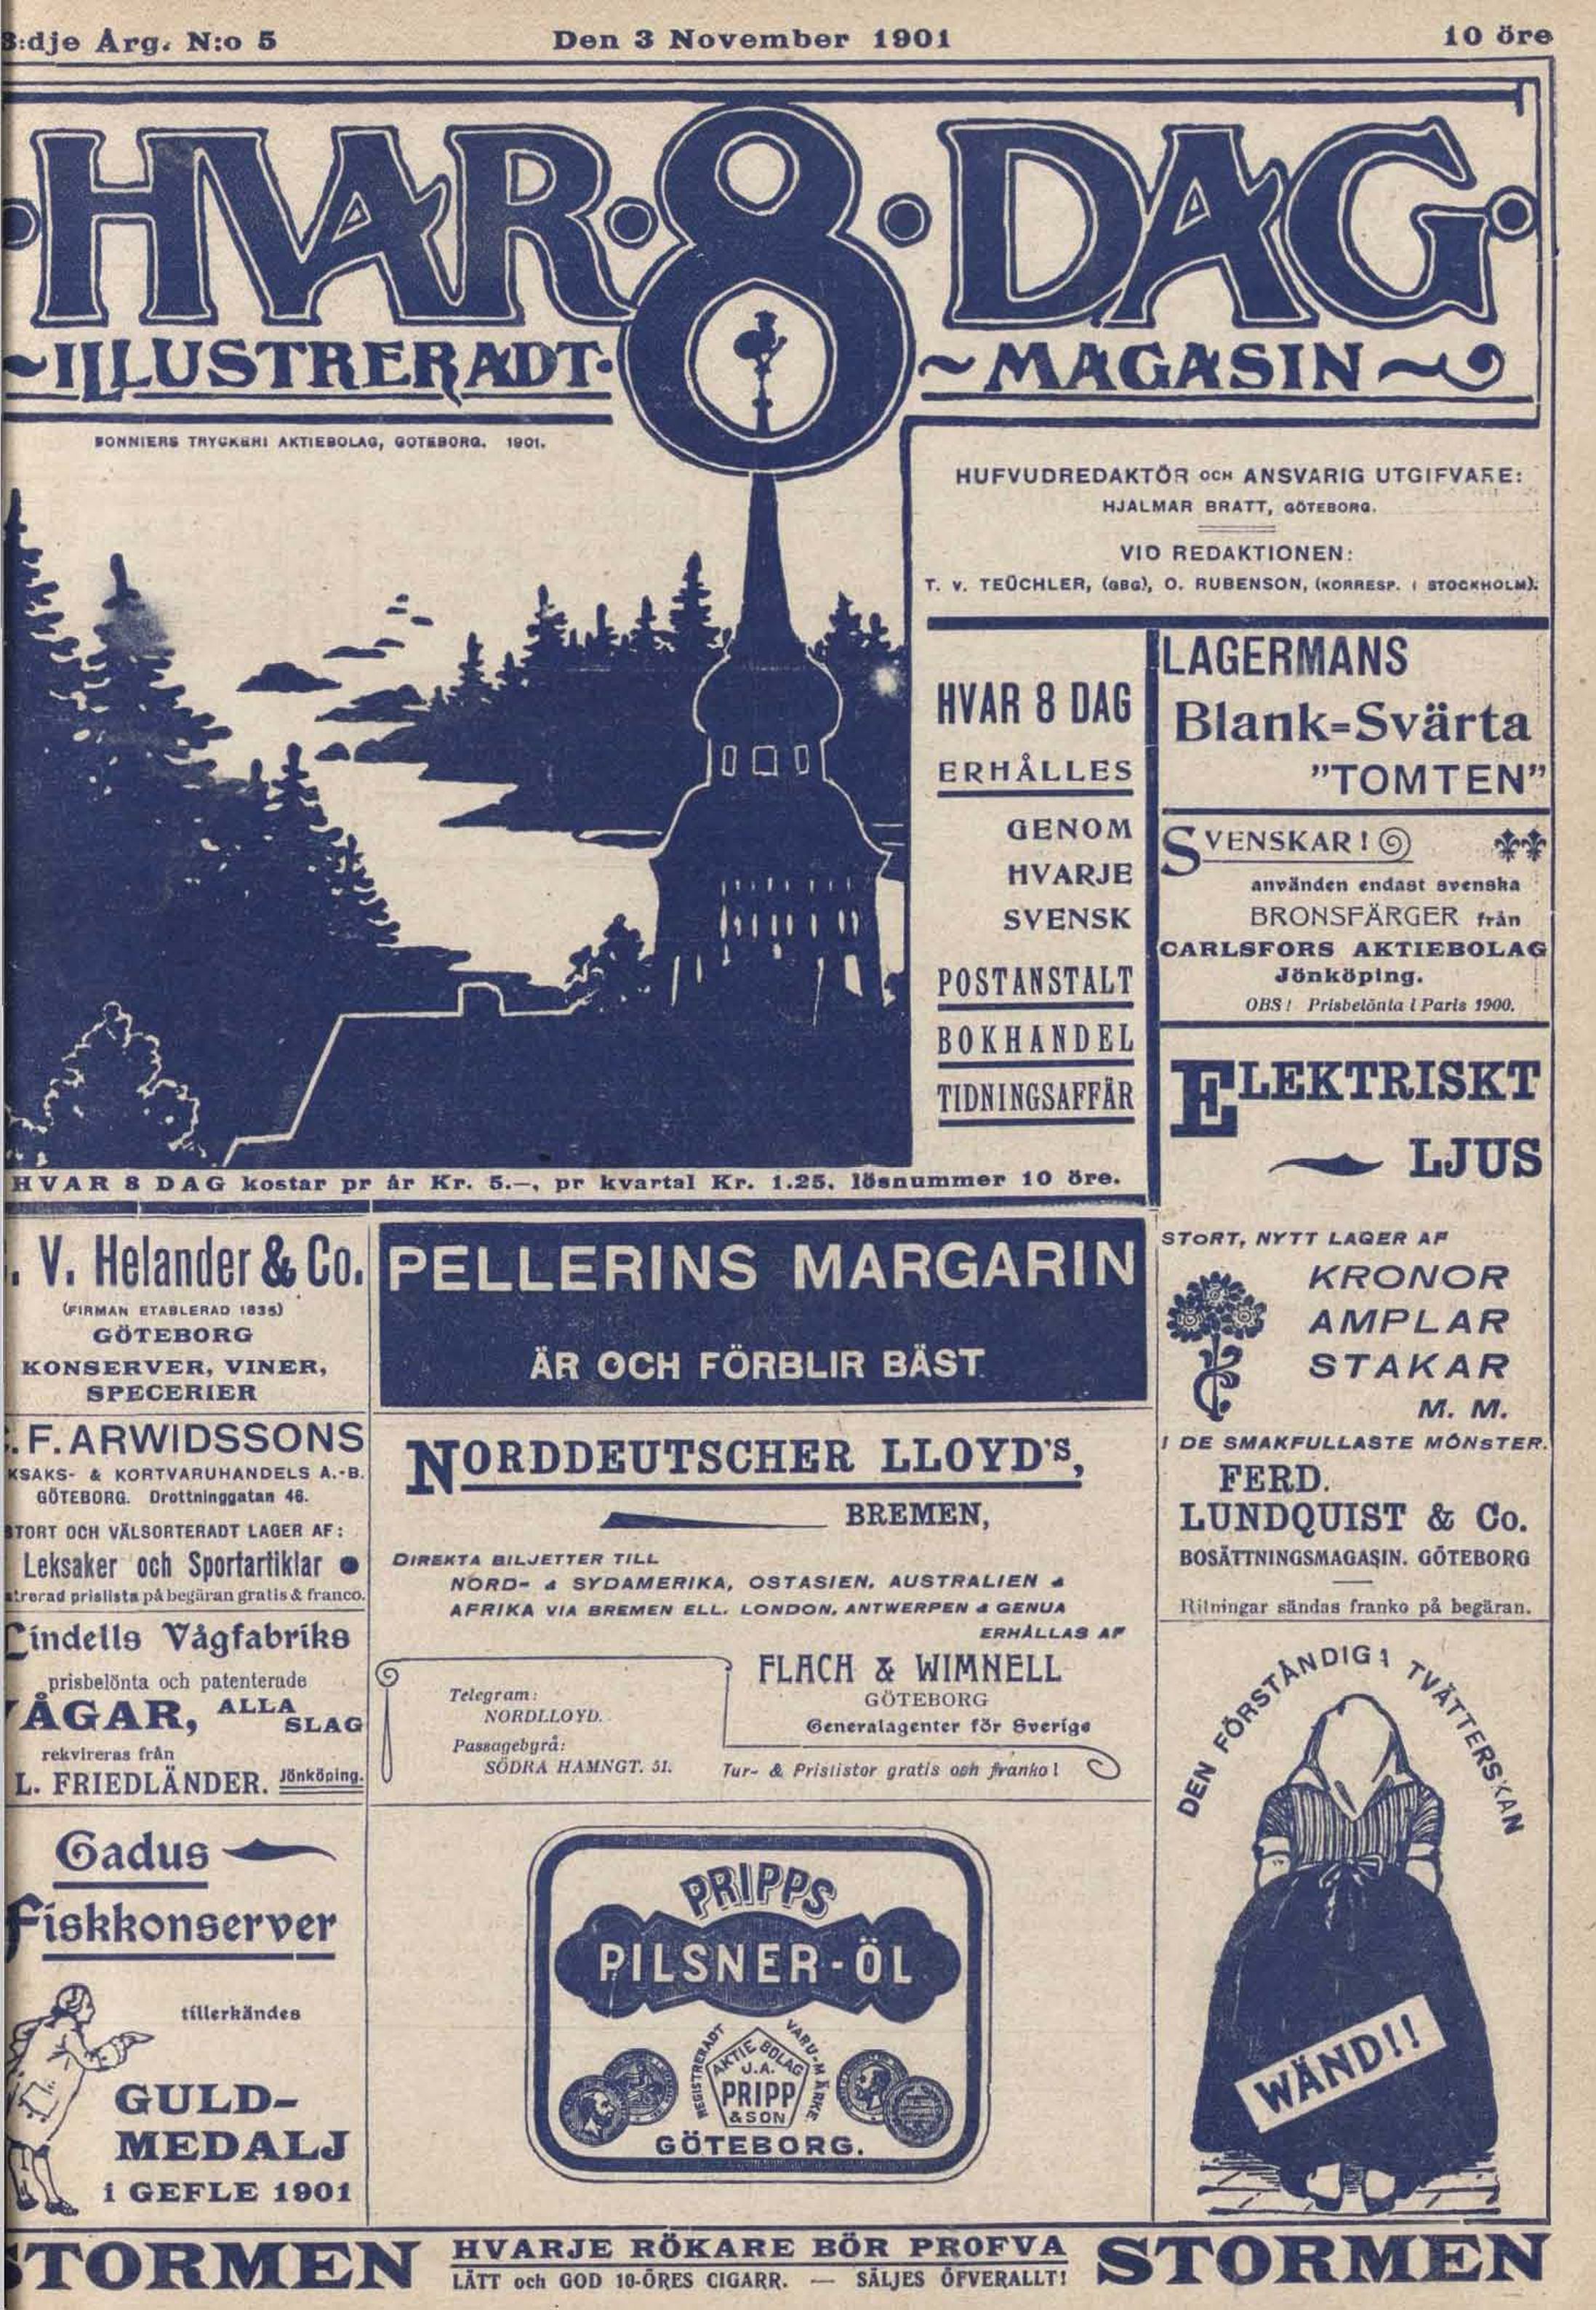 3:dje Årg. N:o 5
Den 3 November 1901
10 öre
HVAR 8 DAG
ILLUSTRERADT MAGASIN
BONNIERS TRYCKERI AKTIEBOLAG, GÖTEBORG. 1901.
HUFVUDREDAKTÖR OCH ANSVARIG UTGIFVARE:
HJALMAR BRATT, GÖTEBORG.
VID REDAKTIONEN:
T. v. TEÜCHLER, (GBG), O. RUBENSON, (KORRESP. I STOCKHOLM).
HVAR 8 DAG
ERHÅLLES
GENOM
HVARJE
SVENSK
POSTANSTALT
BOKHANDEL
TIDNINGSAFFÄR
HVAR 8 DAG kostar pr år Kr. 5.—, pr kvartal Kr. 1.25, lösnummer 10 öre.
LAGERMANS
Blank=Svärta
”TOMTEN”
SVENSKAR!
använden endast svenska
BRONSFÄRGER från
CARLSFORS AKTIEBOLAG
Jönköping.
OBS! Prisbelönta i Paris 1900.
ELEKTRISKT
LJUS
STORT, NYTT LAGER AF
KRONOR
AMPLAR
STAKAR
M. M.
I DE SMAKFULLASTE MÖNSTER.
FERD.
LUNDQUIST & Co.
BOSÄTTNINGSMAGASIN. GÖTEBORG
Ritningar sändas franko på begäran.
V. Helander & Co.
(FIRMAN ETABLERAD 1835)
GÖTEBORG
KONSERVER, VINER,
SPECERIER
F. ARWIDSSONS
KSAKS- & KORTVARUHANDELS A.-B.
GÖTEBORG. Drottninggatan 46.
STORT OCH VÄLSORTERADT LAGER AF:
Leksaker och Sportartiklar
strerad prislista på begäran gratis & franco.
Lindells Vågfabriks
prisbelönta och patenterade
VÅGAR, ALLA SLAG
rekvireras från
L. FRIEDLÄNDER. Jönköping.
Gadus
Fiskkonserver
tillerkändes
GULD-
MEDALJ
i GEFLE 1901
PELLERINS MARGARIN
ÄR OCH FÖRBLIR BÄST.
NORDDEUTSCHER LLOYD'S,
BREMEN,
DIREKTA BILJETTER TILL
NORD- & SYDAMERIKA, OSTASIEN, AUSTRALIEN &
AFRIKA VIA BREMEN ELL. LONDON, ANTWERPEN & GENUA
ERHÅLLAS AF
FLACH & WIMNELL
GÖTEBORG
Generalagenter för Sverige
Telegram:
NORDLLOYD.
Passagebyrå:
SÖDRA HAMNGT. 51.
Tur- & Prislistor gratis och franko!
PRIPPS
PILSNER-ÖL
REGISTRERADT VARU-MÄRKE
AKTIE-BOLAG
J.A.
PRIPP
& SON
GÖTEBORG.
DEN FÖRSTÅNDIGA TVÄTTERSKAN
WÄND!!
STORMEN
HVARJE RÖKARE BÖR PROFVA
LÄTT och GOD 10-ÖRES CIGARR. — SÄLJES ÖFVERALLT!
STORMEN